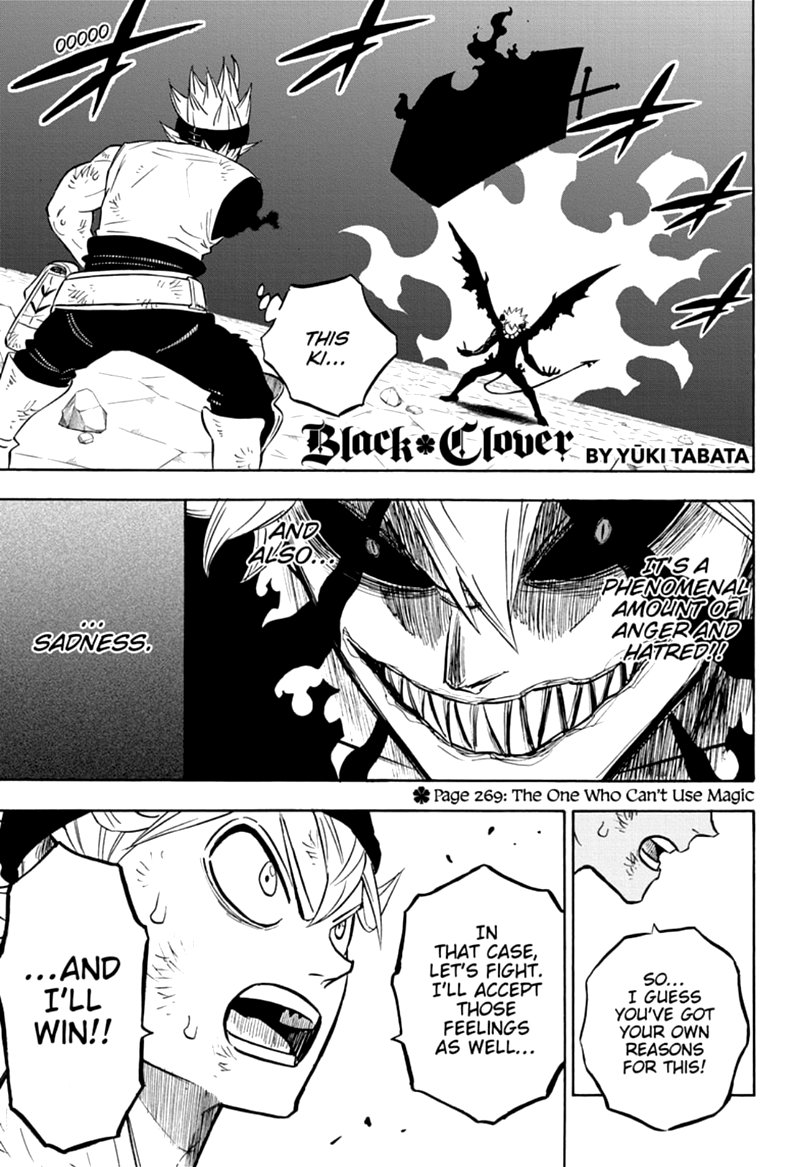 OOOOO
THIS
KI...
Black Clover
BY YŪKI TABATA
IT'S A
PHENOMENAL
AMOUNT OF
ANGER AND
HATRED!!
AND
ALSO...
...
SADNESS.
Page 269: The One Who Can't Use Magic
SO...
I GUESS
YOU'VE GOT
YOUR OWN
REASONS
FOR THIS!
IN
THAT CASE,
LET'S FIGHT.
I'LL ACCEPT
THOSE
FEELINGS
AS WELL...
...AND
I'LL
WIN!!